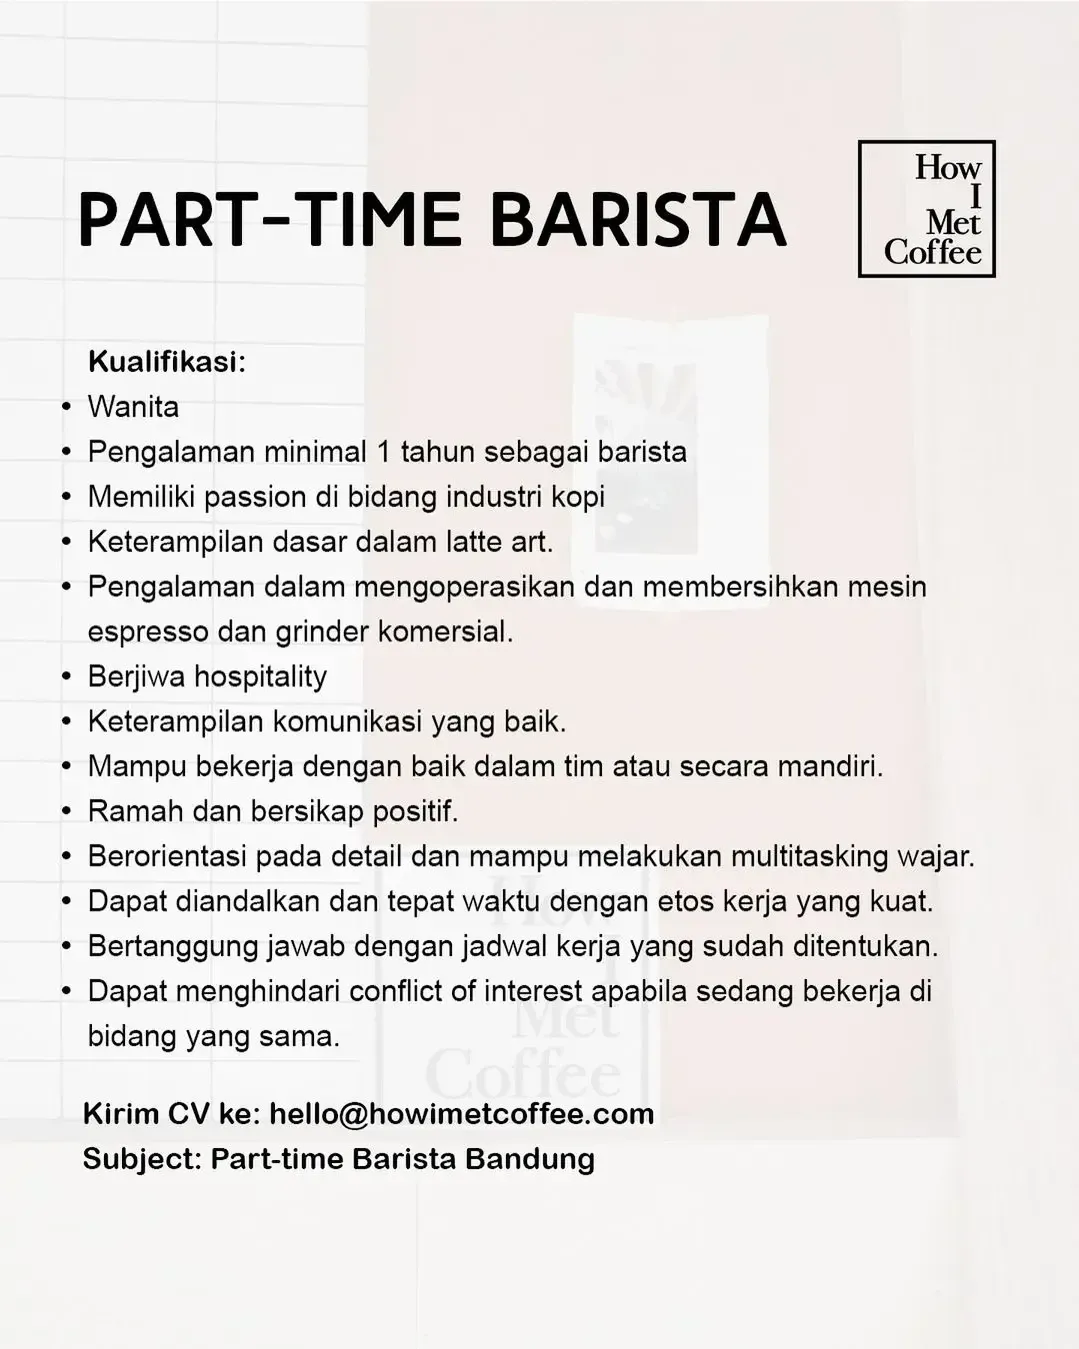 PART-TIME BARISTA
How
I
Met
Coffee
Kualifikasi:
• Wanita
• Pengalaman minimal 1 tahun sebagai barista
• Memiliki passion di bidang industri kopi
• Keterampilan dasar dalam latte art.
• Pengalaman dalam mengoperasikan dan membersihkan mesin
espresso dan grinder komersial.
• Berjiwa hospitality
• Keterampilan komunikasi yang baik.
• Mampu bekerja dengan baik dalam tim atau secara mandiri.
• Ramah dan bersikap positif.
• Berorientasi pada detail dan mampu melakukan multitasking wajar.
• Dapat diandalkan dan tepat waktu dengan etos kerja yang kuat.
• Bertanggung jawab dengan jadwal kerja yang sudah ditentukan.
• Dapat menghindari conflict of interest apabila sedang bekerja di
bidang yang sama.
How
I
Met
Coffee
Kirim CV ke: hello@howimetcoffee.com
Subject: Part-time Barista Bandung